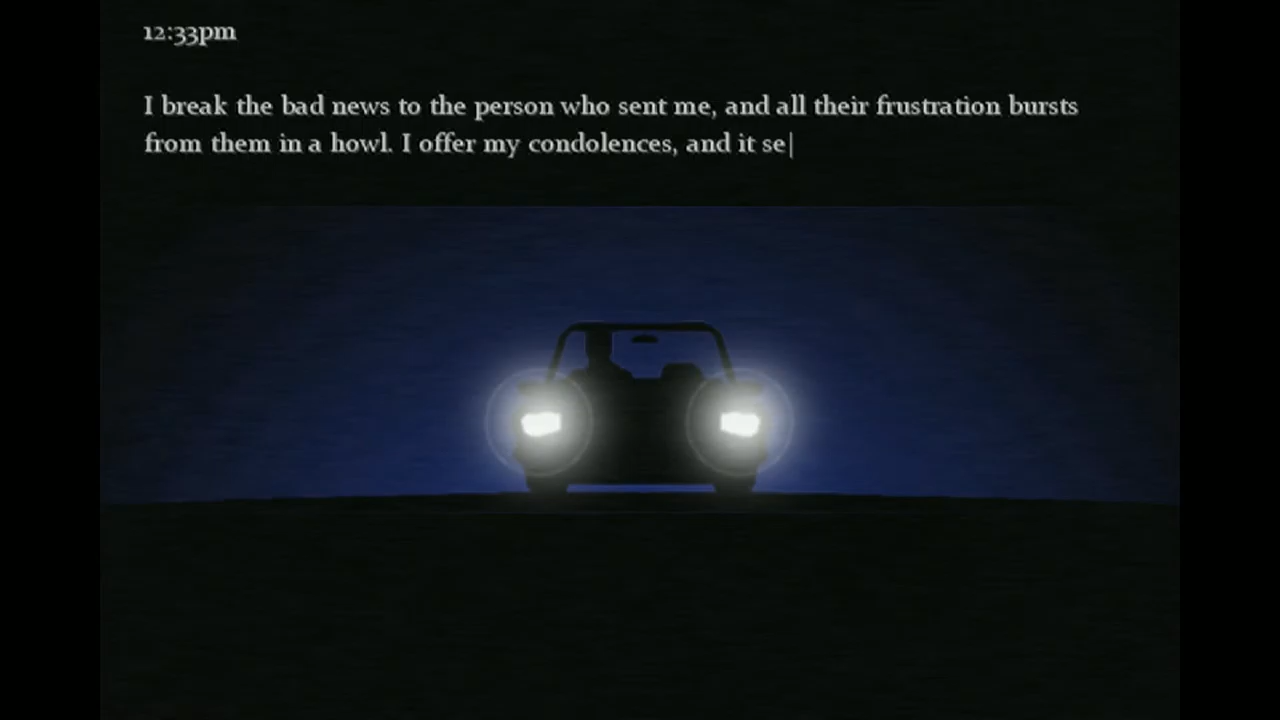 12:33pm
I break the bad news to the person who sent me, and all their frustration bursts
from them in a howl. I offer my condolences, and it se